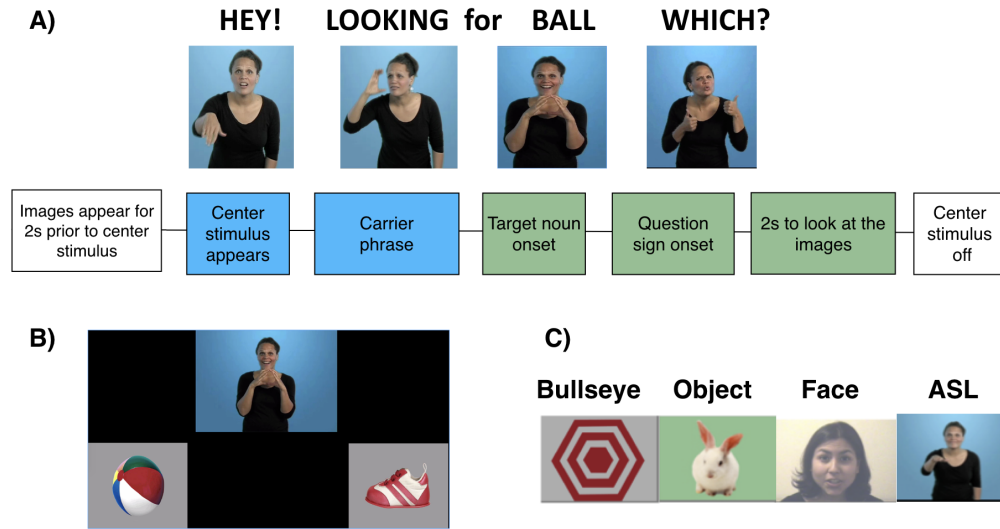 A) HEY! LOOKING for BALL WHICH?
Images appear for
2s prior to center
stimulus
Center
stimulus
appears
Carrier
phrase
Target noun
onset
Question
sign onset
2s to look at the
images
Center
stimulus
off
B)
C)
Bullseye Object Face ASL